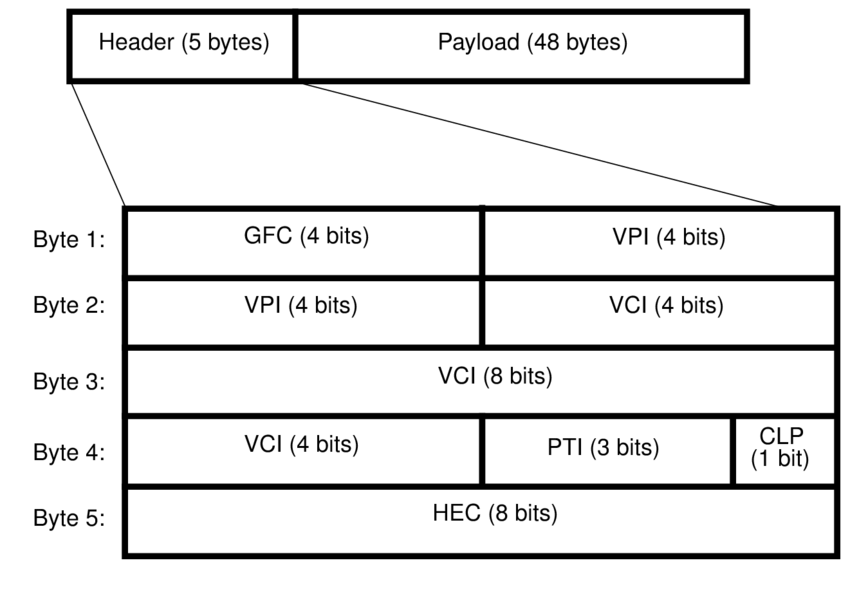 Header (5 bytes)
Payload (48 bytes)
Byte 1:
GFC (4 bits)
VPI (4 bits)
Byte 2:
VPI (4 bits)
VCI (4 bits)
Byte 3:
VCI (8 bits)
Byte 4:
VCI (4 bits)
PTI (3 bits)
CLP
(1 bit)
Byte 5:
HEC (8 bits)